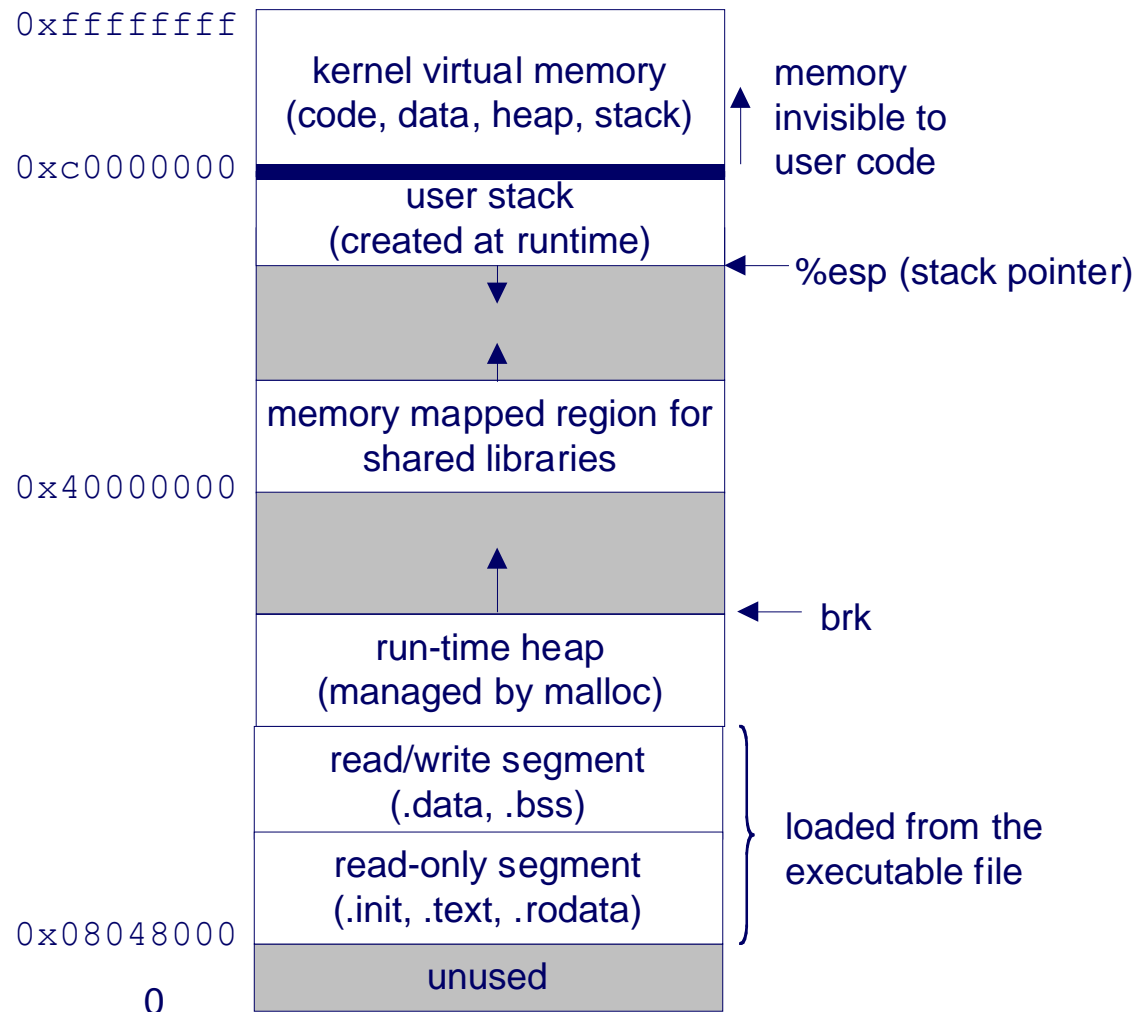 0xffffffff
kernel virtual memory
(code, data, heap, stack)
memory
invisible to
user code
0xc0000000
user stack
(created at runtime)
%esp (stack pointer)
memory mapped region for
shared libraries
0x40000000
brk
run-time heap
(managed by malloc)
read/write segment
(.data, .bss)
loaded from the
executable file
read-only segment
(.init, .text, .rodata)
0x08048000
unused
0